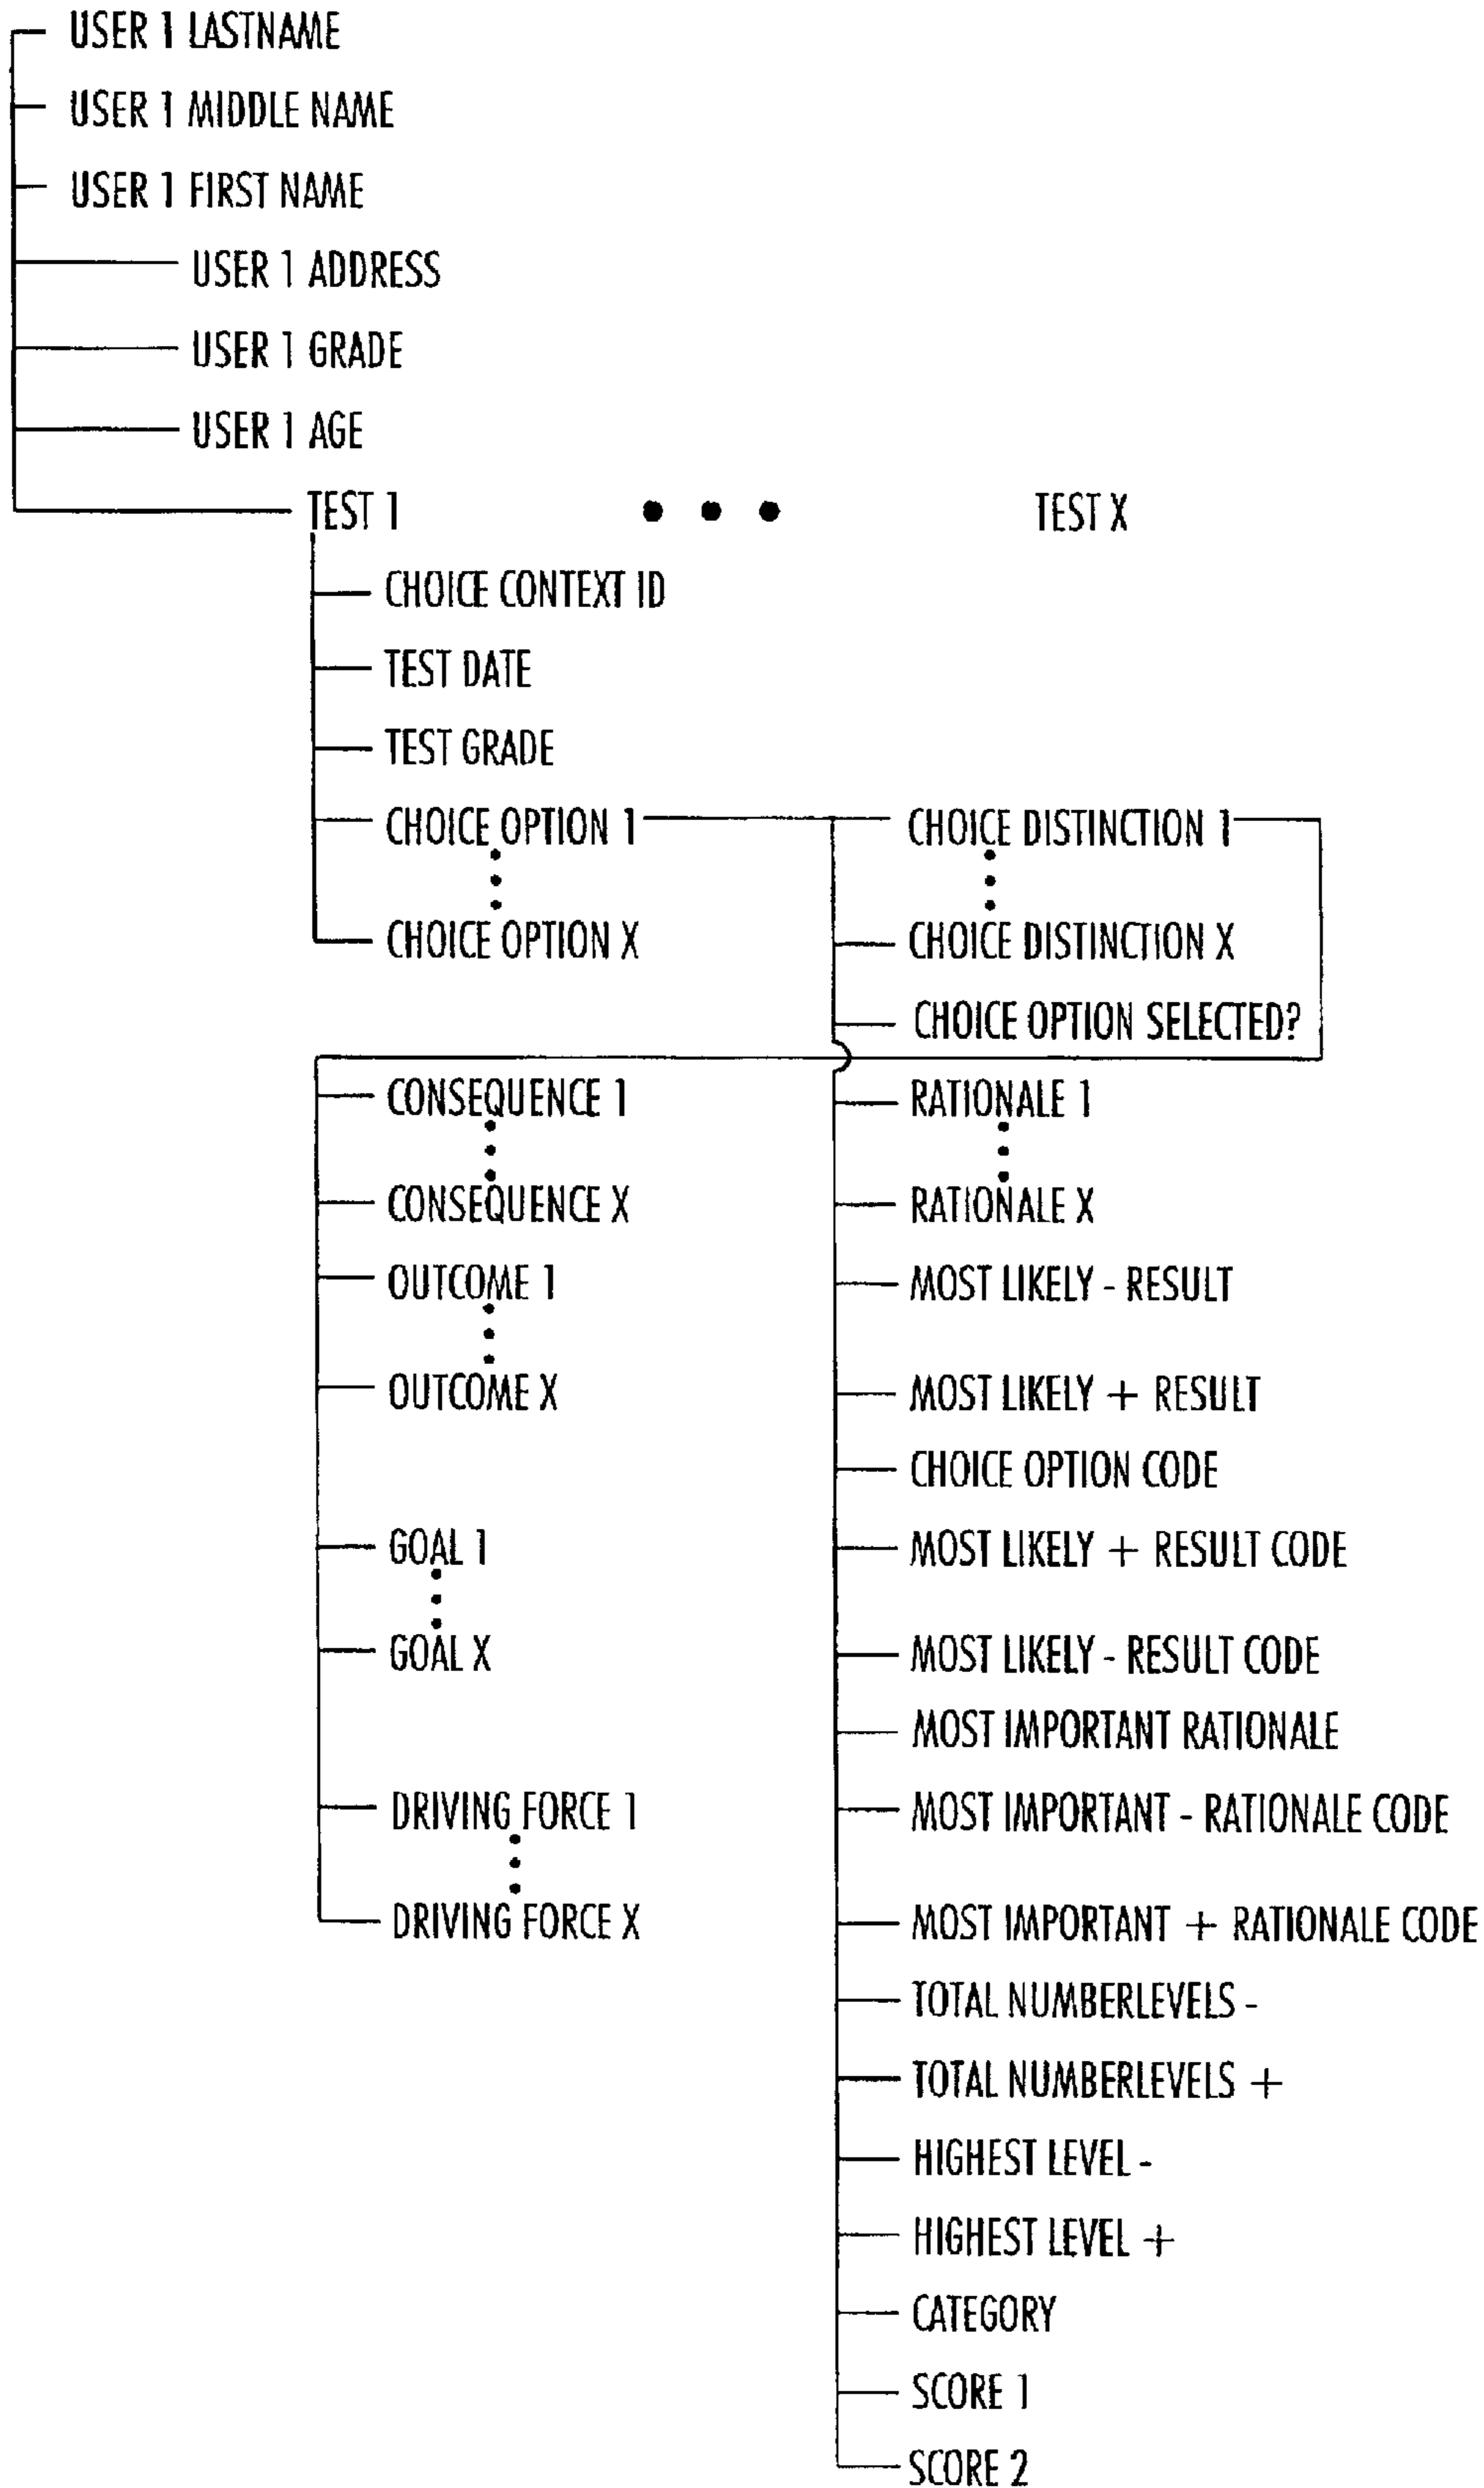 USER 1 LASTNAME
USER 1 MIDDLE NAME
USER 1 FIRST NAME
USER 1 ADDRESS
USER 1 GRADE
USER 1 AGE
TEST 1
TEST X
CHOICE CONTEXT ID
TEST DATE
TEST GRADE
CHOICE OPTION 1
CHOICE OPTION X
CHOICE DISTINCTION 1
CHOICE DISTINCTION X
CHOICE OPTION SELECTED?
CONSEQUENCE 1
CONSEQUENCE X
OUTCOME 1
OUTCOME X
GOAL 1
GOAL X
DRIVING FORCE 1
DRIVING FORCE X
RATIONALE 1
RATIONALE X
MOST LIKELY - RESULT
MOST LIKELY + RESULT
CHOICE OPTION CODE
MOST LIKELY + RESULT CODE
MOST LIKELY - RESULT CODE
MOST IMPORTANT RATIONALE
MOST IMPORTANT - RATIONALE CODE
MOST IMPORTANT + RATIONALE CODE
TOTAL NUMBERLEVELS -
TOTAL NUMBERLEVELS +
HIGHEST LEVEL -
HIGHEST LEVEL +
CATEGORY
SCORE 1
SCORE 2